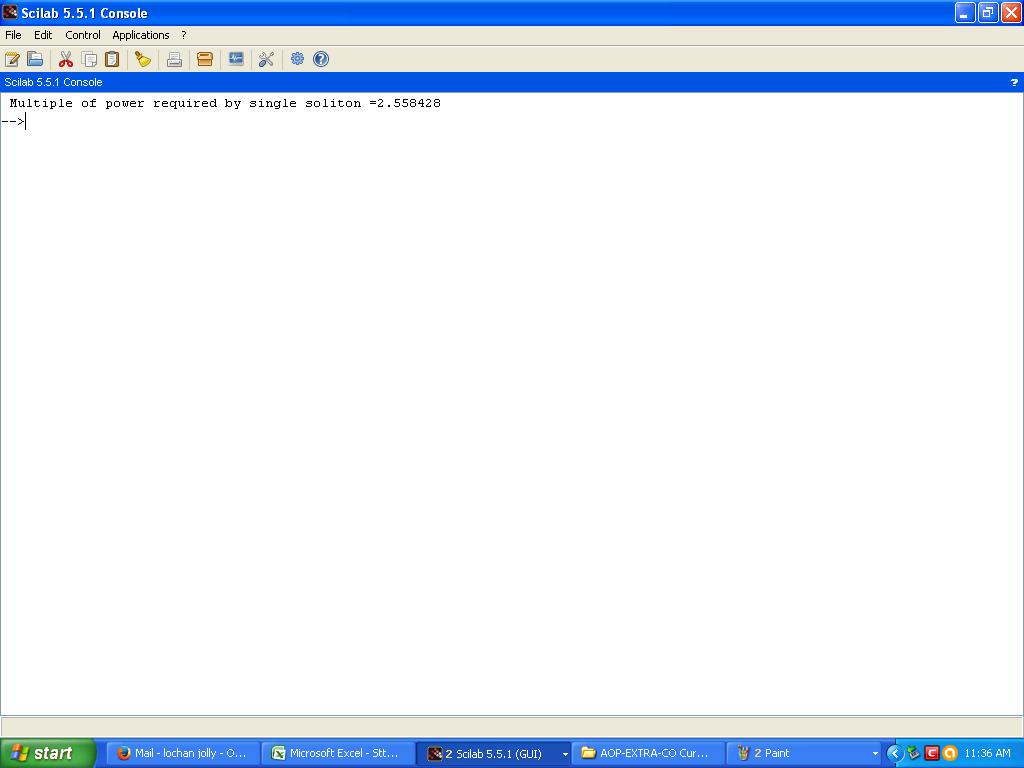 Scilab 5.5.1 Console
File Edit Control Applications ?
Scilab 5.5.1 Console ?
Multiple of power required by single soliton =2.558428
-->
start Mail - lochan jolly - O... Microsoft Excel - Stt... 2 Scilab 5.5.1 (GUI) AOP-EXTRA-CO Cur... 2 Paint 11:36 AM